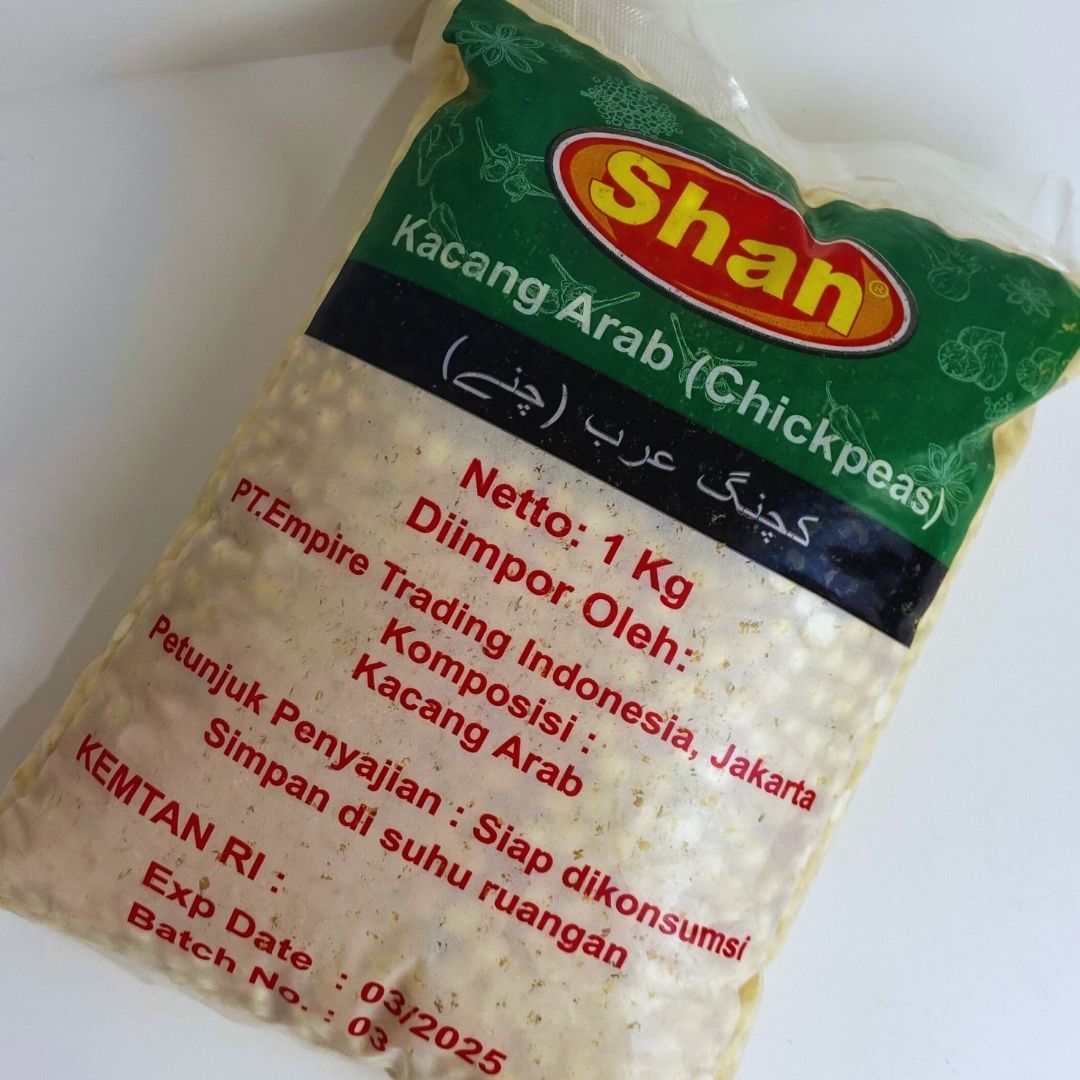 Shan®
Kacang Arab (Chickpeas)
کچنگ عرب (چنے)
Netto: 1 Kg
Diimpor Oleh:
PT.Empire Trading Indonesia, Jakarta
Komposisi :
Kacang Arab
Petunjuk Penyajian : Siap dikonsumsi
Simpan di suhu ruangan
KEMTAN RI :
Exp Date : 03/2025
Batch No. : 03